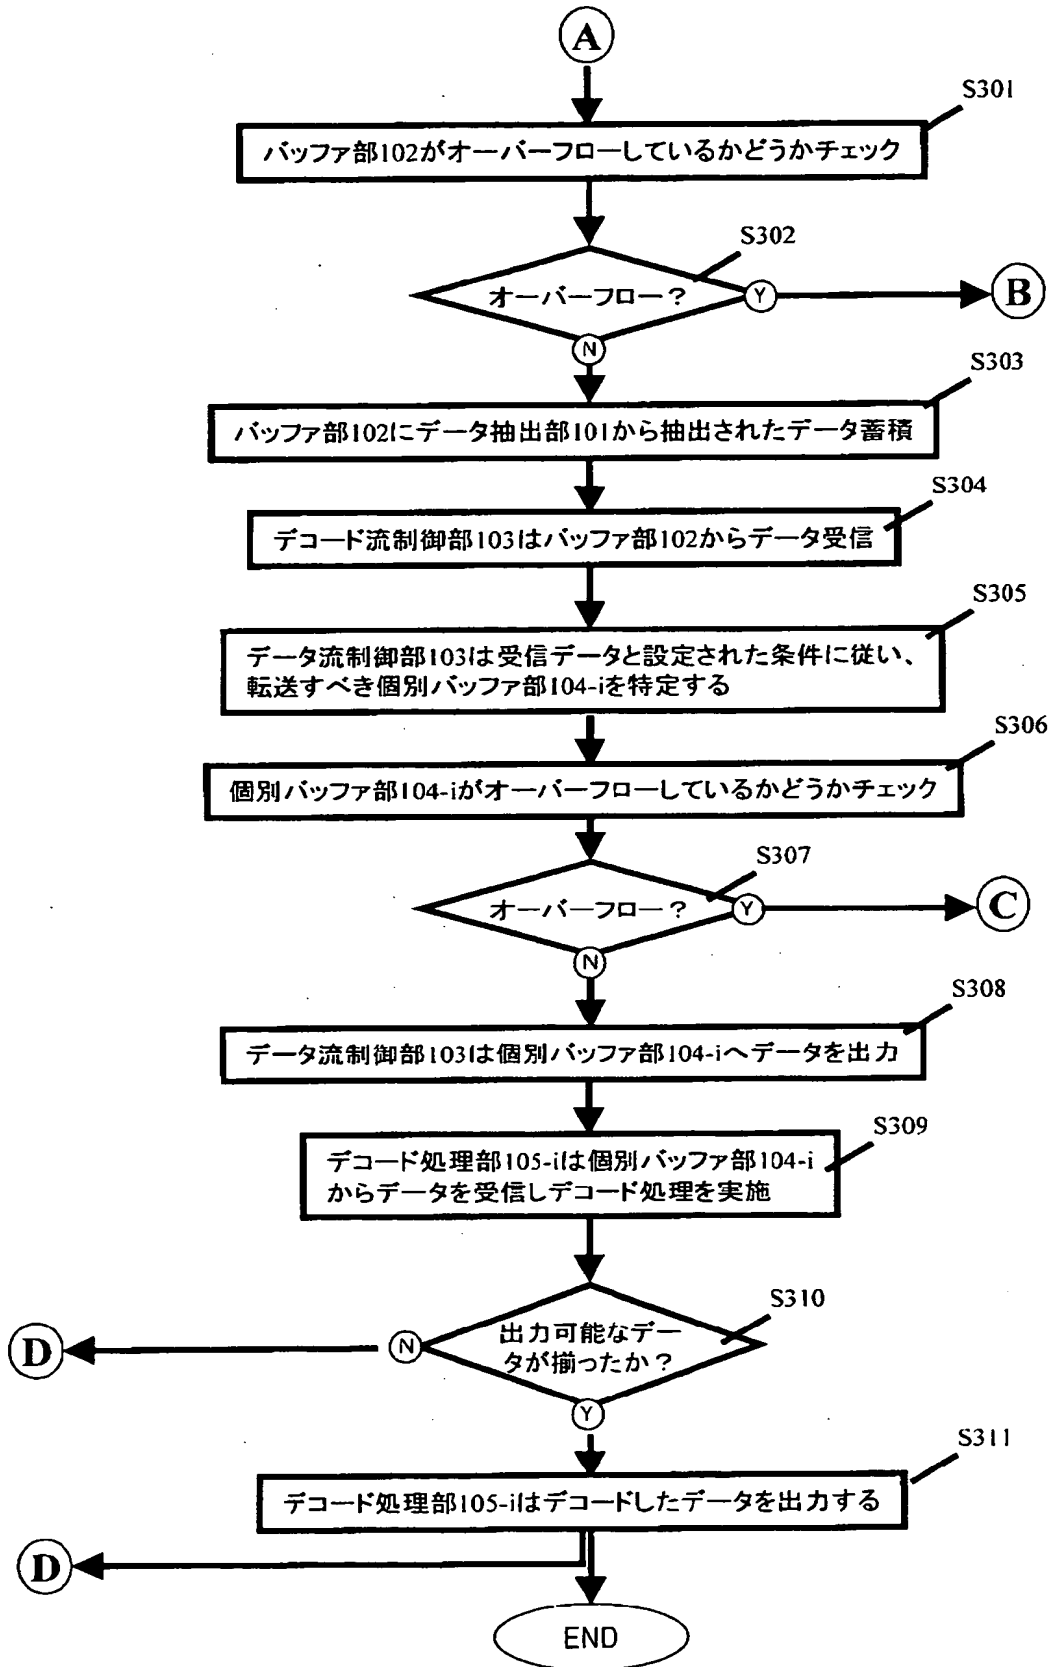 A
S301
バッファ部102がオーバーフローしているかどうかチェック
S302
オーバーフロー？
Y
B
N
S303
バッファ部102にデータ抽出部101から抽出されたデータ蓄積
S304
デコード流制御部103はバッファ部102からデータ受信
S305
データ流制御部103は受信データと設定された条件に従い、
転送すべき個別バッファ部104-iを特定する
S306
個別バッファ部104-iがオーバーフローしているかどうかチェック
S307
オーバーフロー？
Y
C
N
S308
データ流制御部103は個別バッファ部104-iへデータを出力
S309
デコード処理部105-iは個別バッファ部104-i
からデータを受信しデコード処理を実施
S310
出力可能なデー
タが揃ったか？
N
D
Y
S311
デコード処理部105-iはデコードしたデータを出力する
D
END